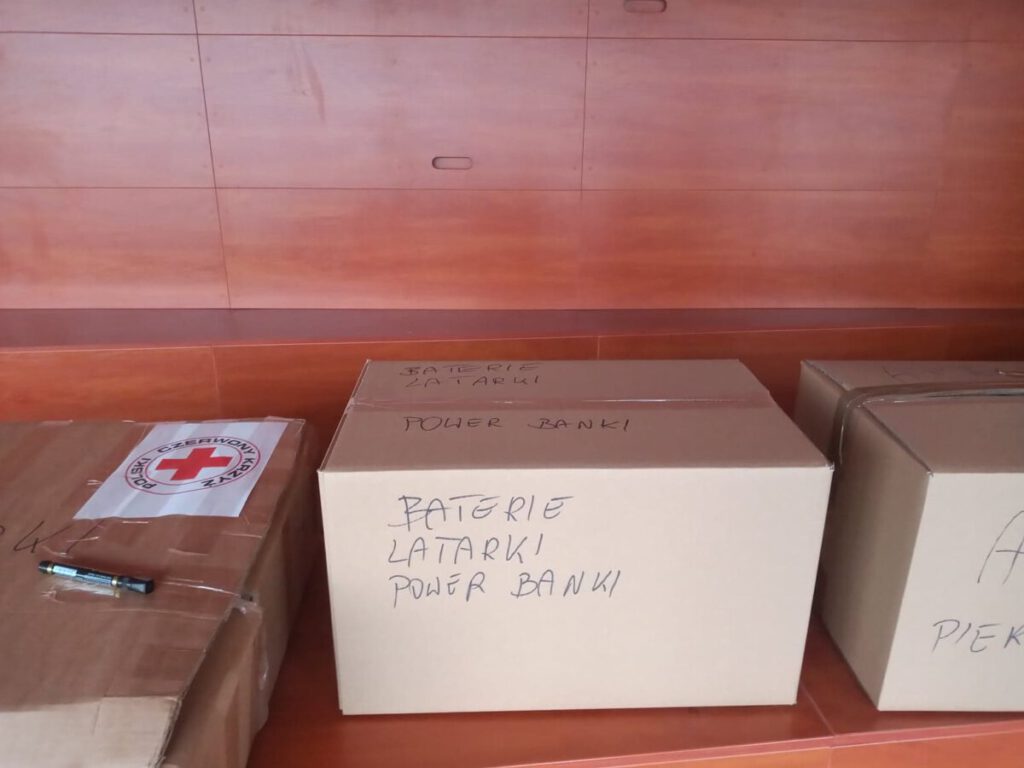 BATERIE
LATARKI
POWER BANKI
POLSKI CZERWONY KRZYŻ
BATERIE
LATARKI
POWER BANKI